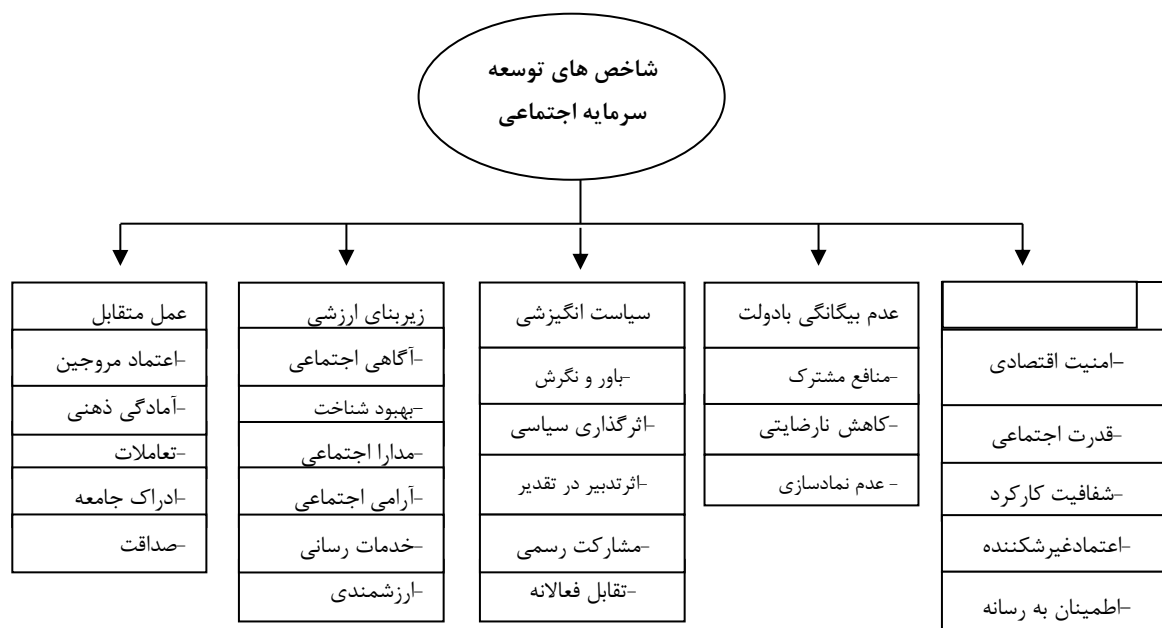 شاخص های توسعه
سرمایه اجتماعی
عدم بیگانگی بادولت
سیاست انگیزشی
زیربنای ارزشی
عمل متقابل
-امنیت اقتصادی
-قدرت اجتماعی
-شفافیت کارکرد
-اعتمادغیرشکننده
-اطمینان به رسانه
-منافع مشترک
-کاهش نارضایتی
- عدم نمادسازی
-باور و نگرش
-اثرگذاری سیاسی
-اثرتدبیر در تقدیر
-مشارکت رسمی
-تقابل فعالانه
-آگاهی اجتماعی
-بهبود شناخت
-مدارا اجتماعی
-آرامی اجتماعی
-خدمات رسانی
-ارزشمندی
-اعتماد مروجین
-آمادگی ذهنی
-تعاملات
-ادراک جامعه
-صداقت